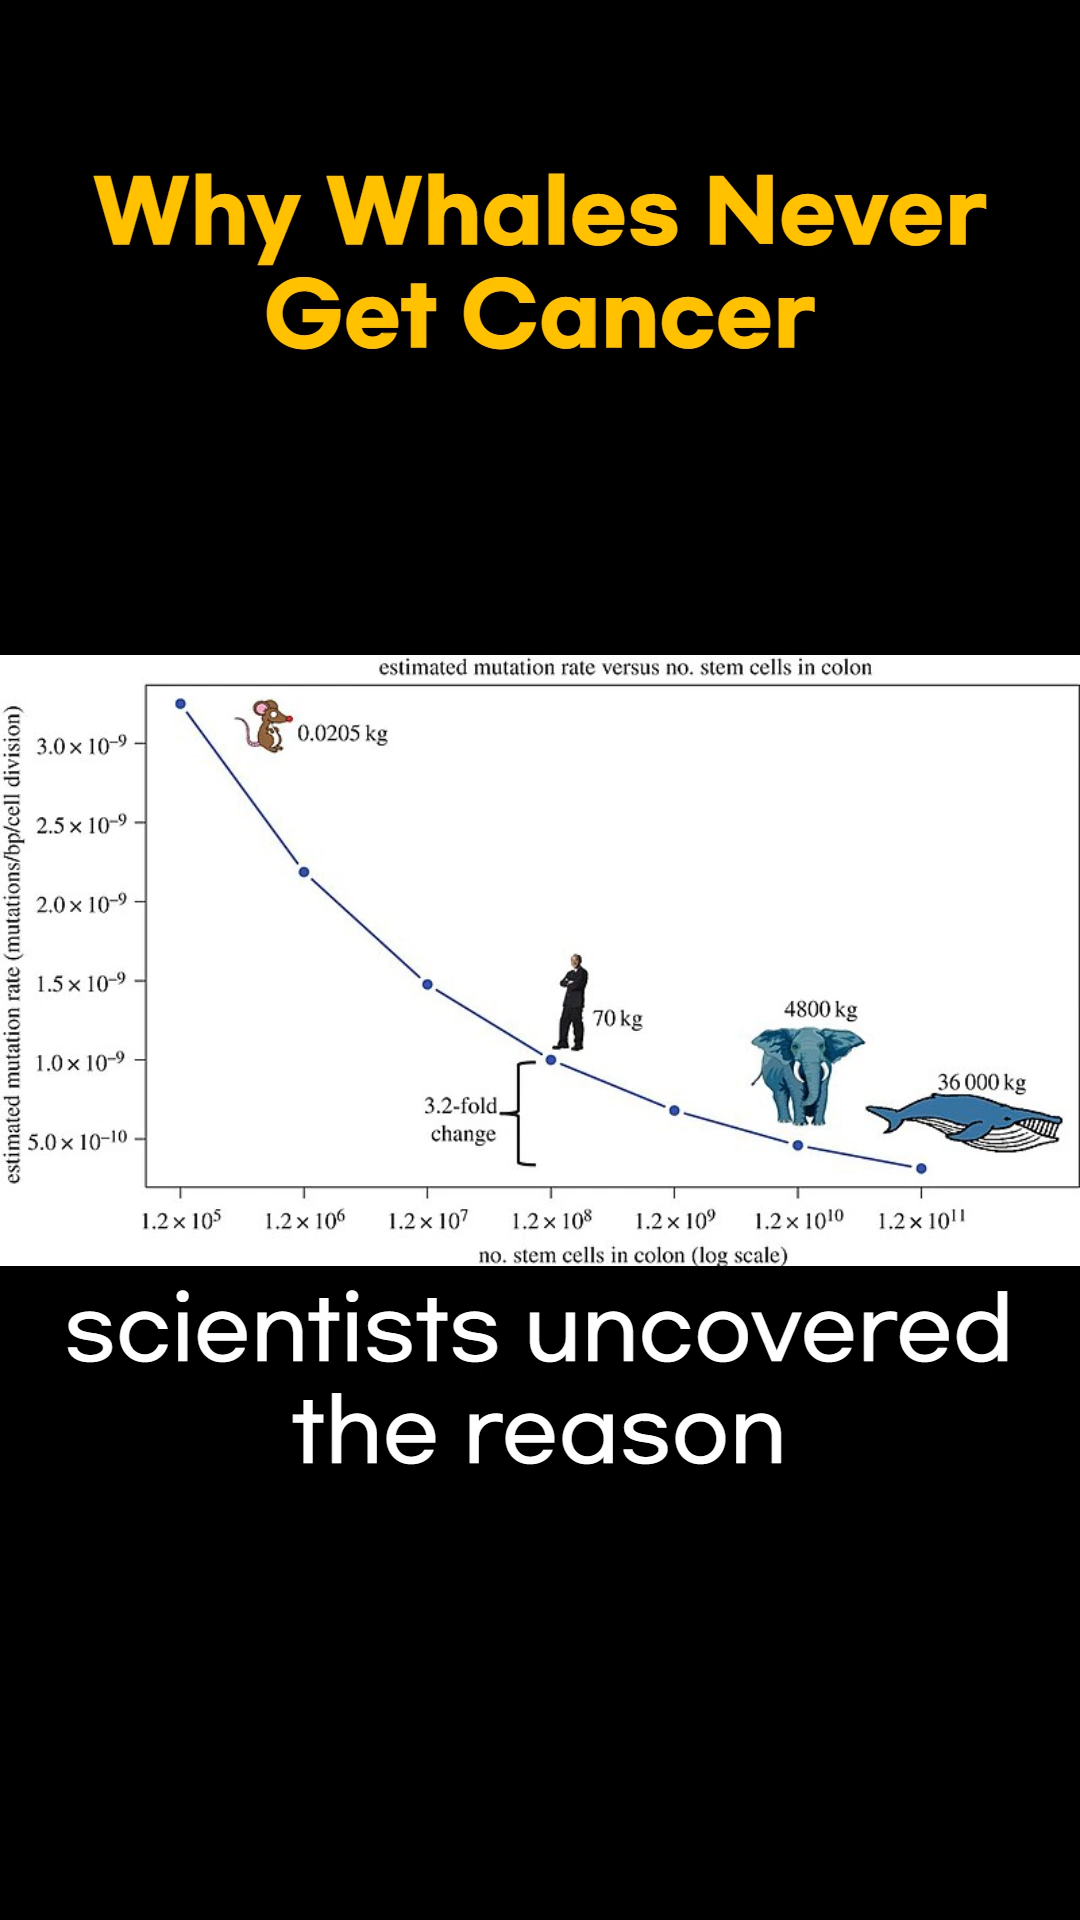 Why Whales Never
Get Cancer
estimated mutation rate versus no. stem cells in colon
estimated mutation rate (mutations/bp/cell division)
3.0 × 10⁻⁹
2.5 × 10⁻⁹
2.0 × 10⁻⁹
1.5 × 10⁻⁹
1.0 × 10⁻⁹
5.0 × 10⁻¹⁰
0.0205 kg
70 kg
4800 kg
36 000 kg
3.2-fold
change
1.2 × 10⁵ 1.2 × 10⁶ 1.2 × 10⁷ 1.2 × 10⁸ 1.2 × 10⁹ 1.2 × 10¹⁰ 1.2 × 10¹¹
no. stem cells in colon (log scale)
scientists uncovered
the reason